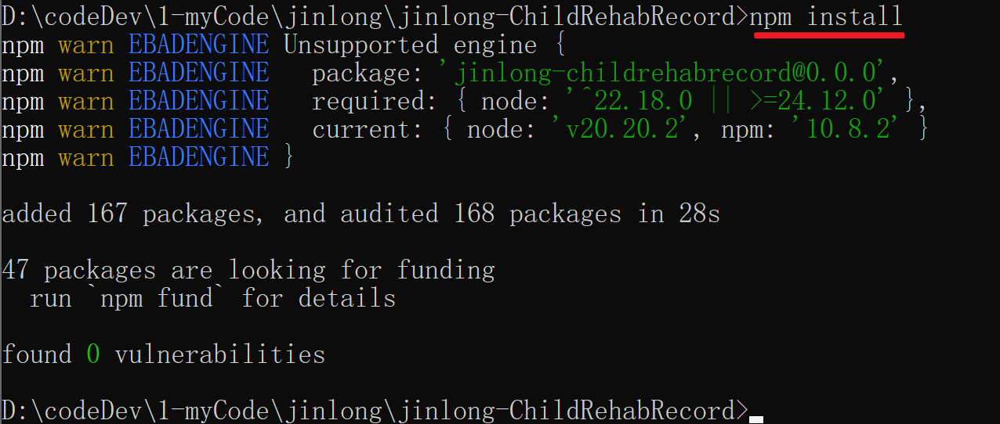 D:\codeDev\1-myCode\jinlong\jinlong-ChildRehabRecord>npm install
npm warn EBADENGINE Unsupported engine {
npm warn EBADENGINE   package: 'jinlong-childrehabrecord@0.0.0',
npm warn EBADENGINE   required: { node: '^22.18.0 || >=24.12.0' },
npm warn EBADENGINE   current: { node: 'v20.20.2', npm: '10.8.2' }
npm warn EBADENGINE }
added 167 packages, and audited 168 packages in 28s
47 packages are looking for funding
  run `npm fund` for details
found 0 vulnerabilities
D:\codeDev\1-myCode\jinlong\jinlong-ChildRehabRecord>